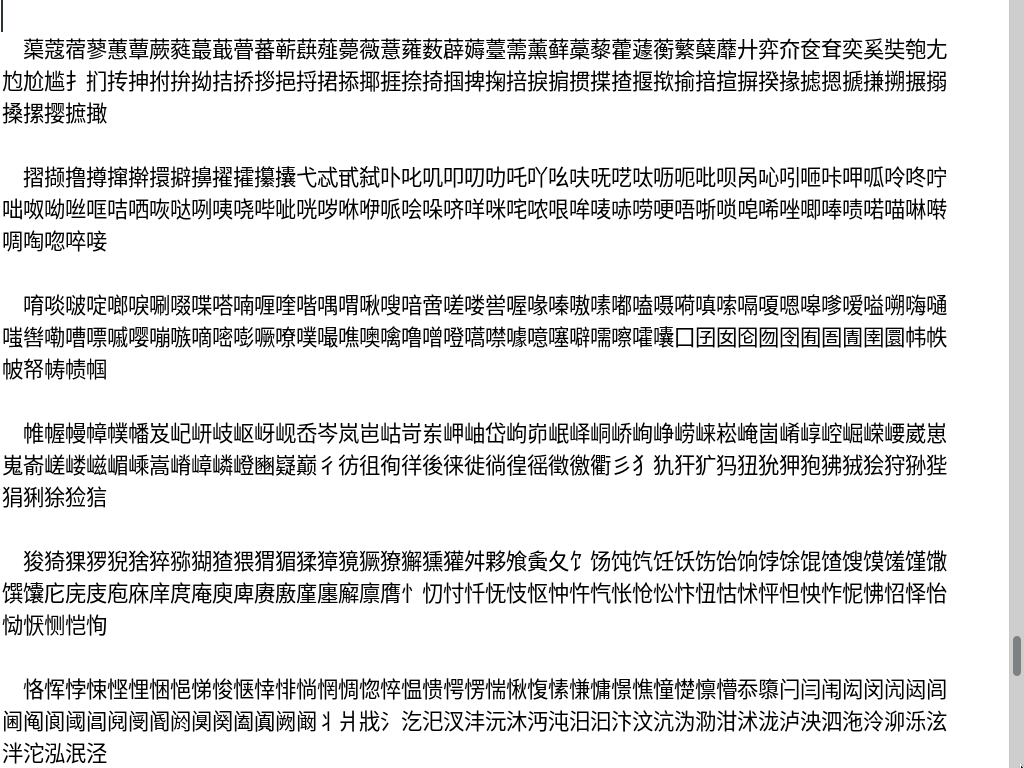 蕖蔻蓿蓼蕙蕈蕨蕤蕞蕺瞢蕃蕲蕻薤薨薇薏蕹薮薜薅薹薷薰藓藁藜藿蘧蘅蘩蘖蘼廾弈夼奁耷奕奚奘匏尢
尥尬尴扌扪抟抻拊拚拗拮挢拶挹捋捃掭揶捱捺掎掴捭掬掊捩掮掼揲揸揠揿揄揞揎摒揆掾摅摁搋搛搠搌搦
搡摞撄摭撖
摺撷撸撙撺擀擐擗擤擢攉攥攮弋忒甙弑卟叱叽叩叨叻吒吖吆呋呒呓呔呖呃吡呗呙吣吲咂咔呷呱呤咚咛
咄呶呦咝哐咭哂咴哒咧咦哓哔呲咣哕咻咿哌哙哚哜咩咪咤哝哏哞唛哧唠哽唔哳唢唣唏唑唧唪啧喏喵啉啭
啁啕唿啐唼
唷啖啵啶啷唳唰啜喋嗒喃喱喹喈喁喟啾嗖喑啻嗟喽喾喔喙嗪嗷嗉嘟嗑嗫嗬嗔嗦嗝嗄嗯嗥嗲嗳嗌嗍嗨嗵
嗤辔嘞嘈嘌嘁嘤嘣嗾嘀嘧嘭噘嘹噗嘬噍噢噙噜噌噔嚆噤噱噫噻噼嚅嚓嚯囔囗囝囡囵囫囹囿圄圊圉圜帏帙
帔帑帱帻帼
帷幄幔幛幞幡岌屺岍岐岖岈岘岙岑岚岜岵岢岽岬岫岱岣峁岷峄峒峤峋峥崂崃崧崦崮崤崞崆崛嵘崾崴崽
嵬嵛嵯嵝嵫嵋嵊嵩嵴嶂嶙嶝豳嶷巅彳彷徂徇徉後徕徙徜徨徭徵徼衢彡犭犰犴犷犸狃狁狎狍狒狨狯狩狲狴
狷猁狳猃狺
狻猗猓猡猊猞猝猕猢猹猥猬猸猱獐獍獗獠獬獯獾舛夥飧夤夂饣饧饨饩饪饫饬饴饷饽馀馄馇馊馍馐馑馓
馔馕庀庑庋庖庥庠庹庵庾庳赓廒廑廛廨廪膺忄忉忖忏怃忮怄忡忤忾怅怆忪忭忸怙怵怦怛怏怍怩怫怊怿怡
恸恹恻恺恂
恪恽悖悚悭悝悃悒悌悛惬悻悱惝惘惆惚悴愠愦愕愣惴愀愎愫慊慵憬憔憧憷懔懵忝隳闩闫闱闳闵闶闼闾
阃阄阆阈阊阋阌阍阏阒阕阖阗阙阚丬爿戕氵汔汜汊沣沅沐沔沌汨汩汴汶沆沩泐泔沭泷泸泱泗沲泠泖泺泫
泮沱泓泯泾